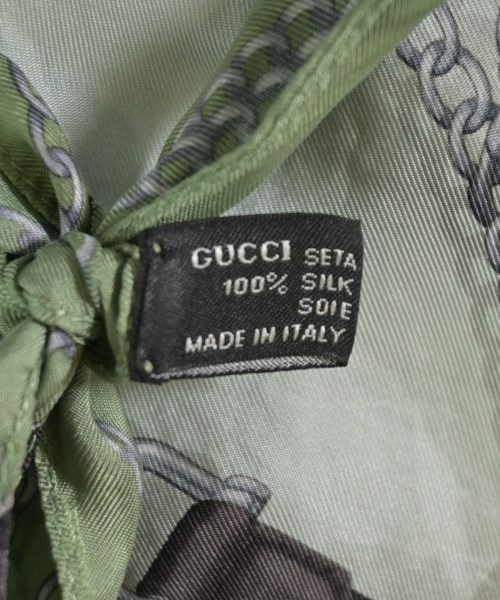 GUCCI SETA
100% SILK
SOIE
MADE IN ITALY